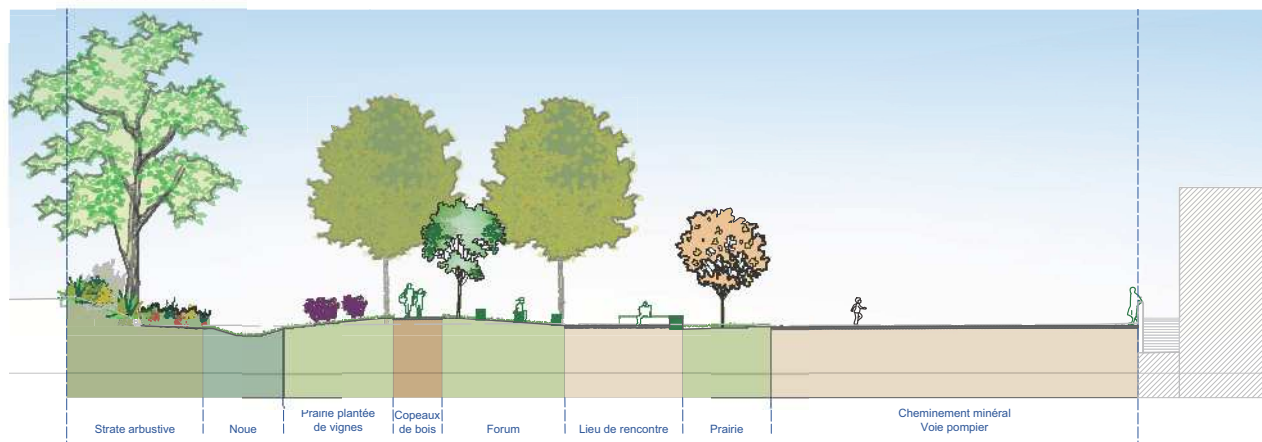 Strate arbustive
Noue
Prairie plantée
de vignes
Copeaux
de bois
Forum
Lieu de rencontre
Prairie
Cheminement minéral
Voie pompier